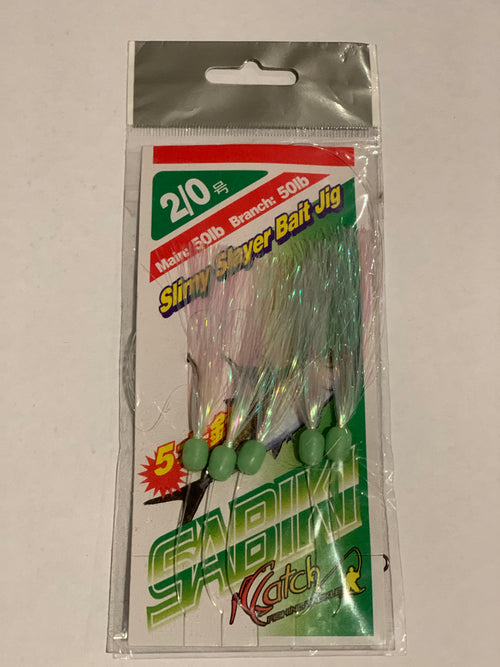 2/0号
Main: 50lb Branch: 50lb
Slimy Slayer Bait Jig
5
SABIKI
Catch